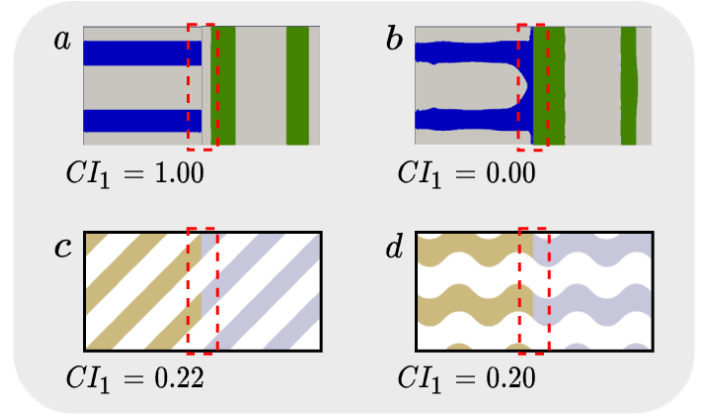 a b
CI₁ = 1.00 CI₁ = 0.00
c d
CI₁ = 0.22 CI₁ = 0.20